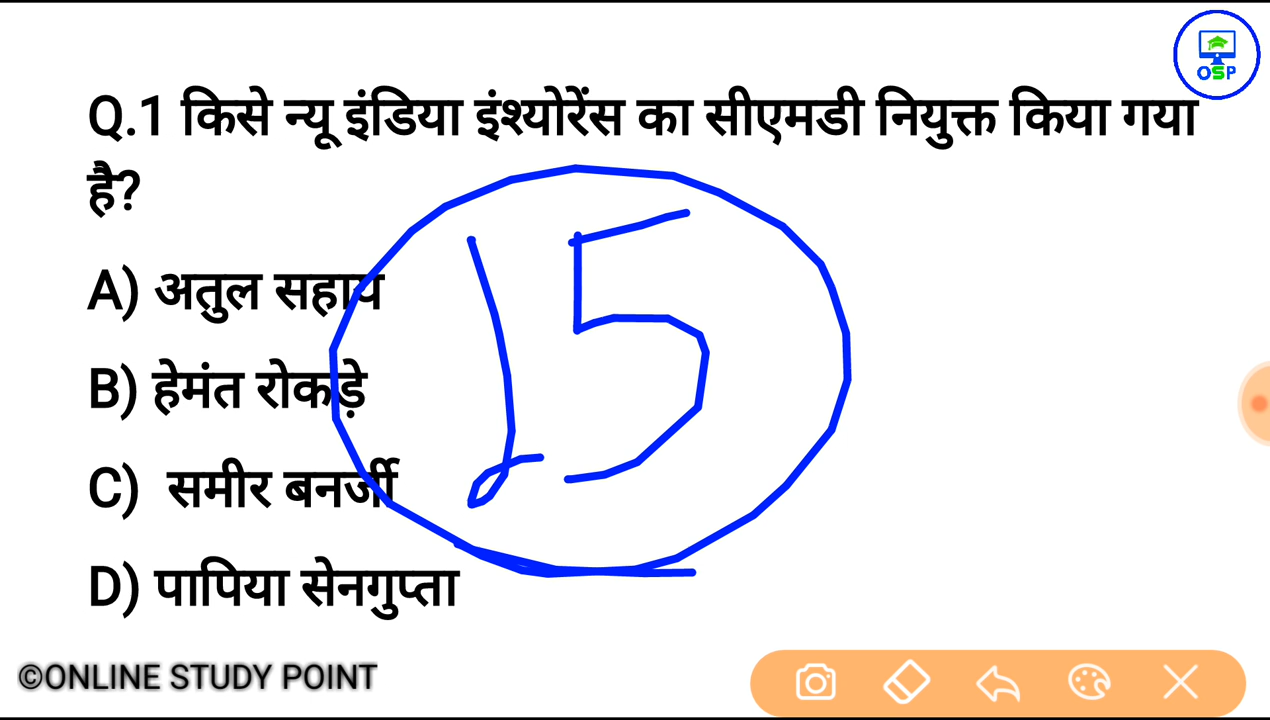 OSP
Q.1 किसे न्यू इंडिया इंश्योरेंस का सीएमडी नियुक्त किया गया
है?
15
A) अतुल सहाय
B) हेमंत रोकड़े
C) समीर बनर्जी
D) पापिया सेनगुप्ता
©ONLINE STUDY POINT